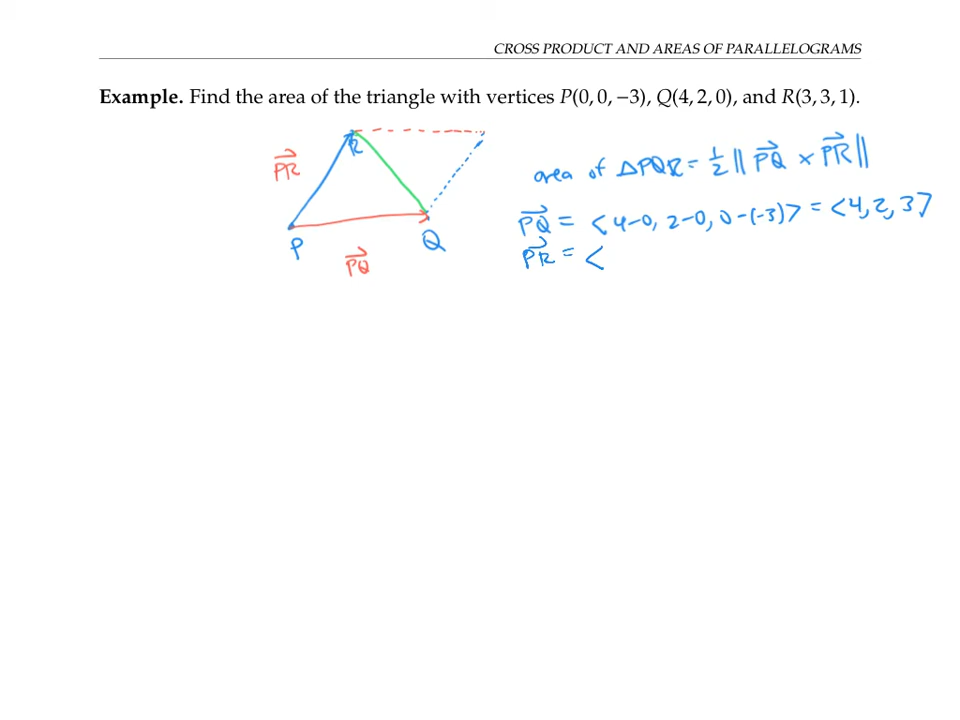 CROSS PRODUCT AND AREAS OF PARALLELOGRAMS
Example. Find the area of the triangle with vertices P(0, 0, −3), Q(4, 2, 0), and R(3, 3, 1).
R
PR⃗
P
Q
PQ⃗
area of ΔPQR = ½ ‖ PQ⃗ × PR⃗ ‖
PQ⃗ = < 4-0, 2-0, 0-(-3) > = < 4, 2, 3 >
PR⃗ = <